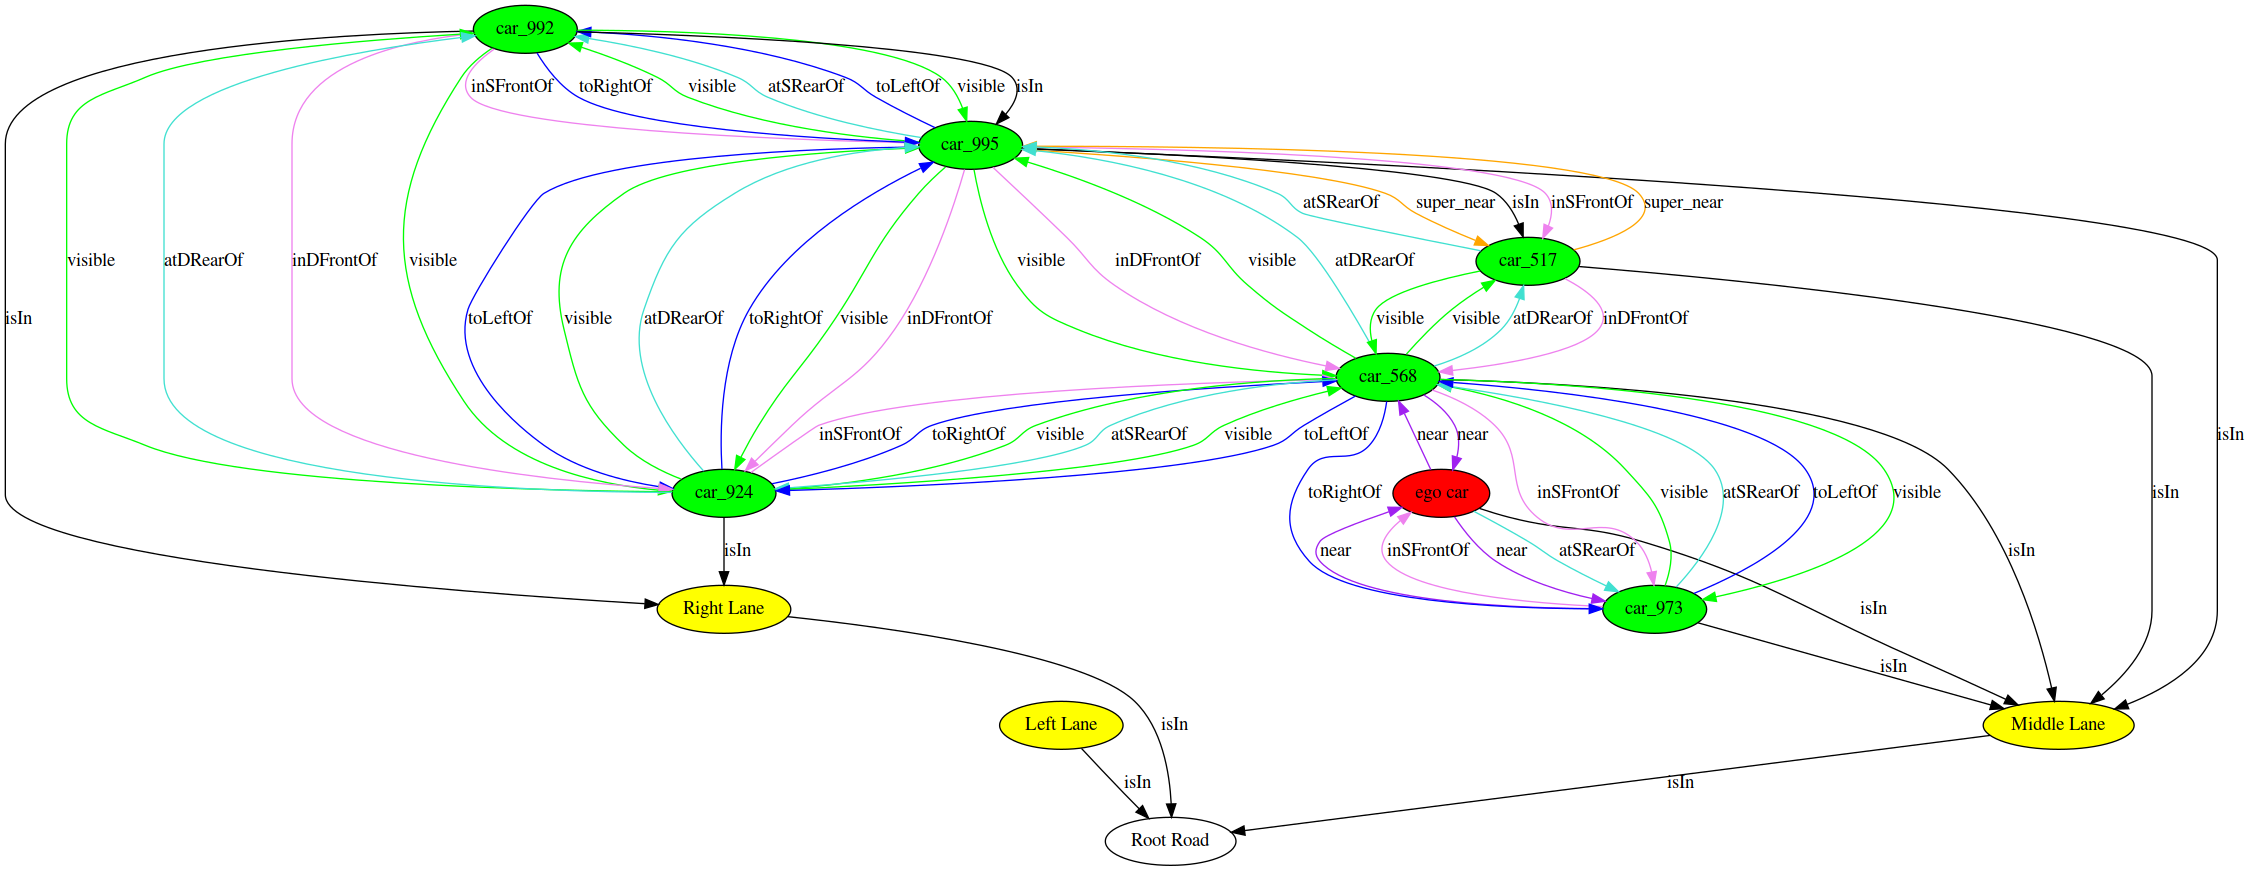 car_992
inSFrontOf toRightOf visible atSRearOf toLeftOf visible isIn
car_995
atSRearOf super_near isIn inSFrontOf super_near
visible atDRearOf inDFrontOf visible visible inDFrontOf visible atDRearOf car_517
isIn toLeftOf visible atDRearOf toRightOf visible inDFrontOf visible visible atDRearOf inDFrontOf
car_568
inSFrontOf toRightOf visible atSRearOf visible toLeftOf near near isIn
car_924 toRightOf ego car inSFrontOf visible atSRearOf toLeftOf visible isIn
isIn near inSFrontOf near atSRearOf isIn
Right Lane car_973 isIn
isIn
Left Lane isIn Middle Lane
isIn isIn
Root Road